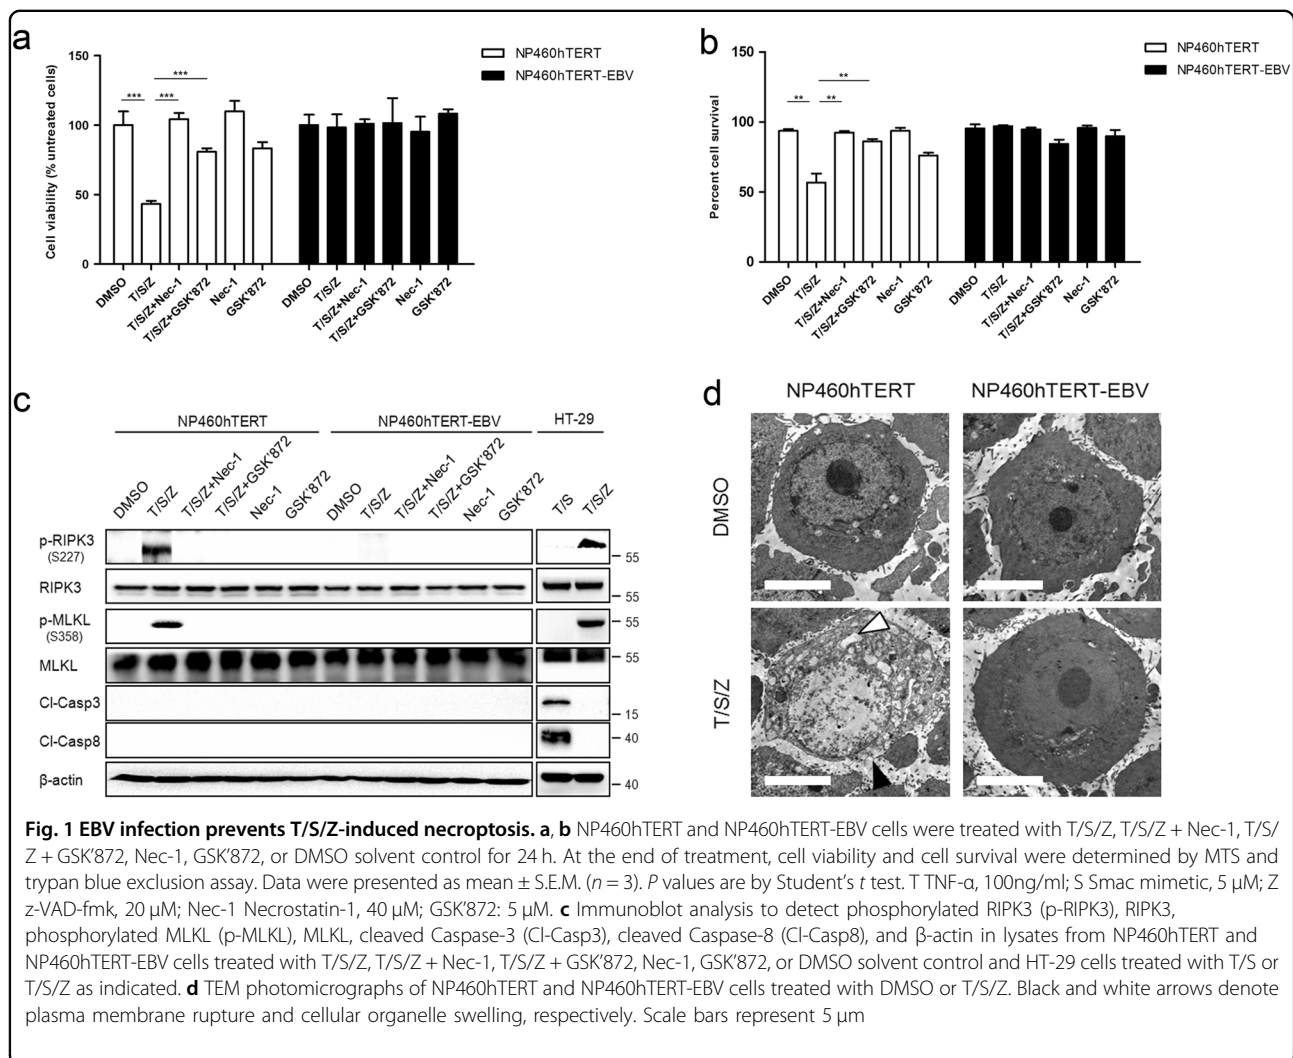 a
150
100
50
0
Cell viability (% untreated cells)
***
*** ***
NP460hTERT
NP460hTERT-EBV
DMSO
T/S/Z
T/S/Z+Nec-1
T/S/Z+GSK'872
Nec-1
GSK'872
DMSO
T/S/Z
T/S/Z+Nec-1
T/S/Z+GSK'872
Nec-1
GSK'872
b
150
100
50
0
Percent cell survival
**
** **
NP460hTERT
NP460hTERT-EBV
DMSO
T/S/Z
T/S/Z+Nec-1
T/S/Z+GSK'872
Nec-1
GSK'872
DMSO
T/S/Z
T/S/Z+Nec-1
T/S/Z+GSK'872
Nec-1
GSK'872
c
NP460hTERT NP460hTERT-EBV HT-29
DMSO
T/S/Z
T/S/Z+Nec-1
T/S/Z+GSK'872
Nec-1
GSK'872
DMSO
T/S/Z
T/S/Z+Nec-1
T/S/Z+GSK'872
Nec-1
GSK'872
T/S
T/S/Z
p-RIPK3
(S227)
55
RIPK3
55
p-MLKL
(S358)
55
MLKL
55
Cl-Casp3
15
Cl-Casp8
40
β-actin
40
d
NP460hTERT NP460hTERT-EBV
DMSO
T/S/Z
Fig. 1 EBV infection prevents T/S/Z-induced necroptosis. a, b NP460hTERT and NP460hTERT-EBV cells were treated with T/S/Z, T/S/Z + Nec-1, T/S/
Z + GSK'872, Nec-1, GSK'872, or DMSO solvent control for 24 h. At the end of treatment, cell viability and cell survival were determined by MTS and
trypan blue exclusion assay. Data were presented as mean ± S.E.M. (n = 3). P values are by Student's t test. T TNF-α, 100ng/ml; S Smac mimetic, 5 μM; Z
z-VAD-fmk, 20 μM; Nec-1 Necrostatin-1, 40 μM; GSK'872: 5 μM. c Immunoblot analysis to detect phosphorylated RIPK3 (p-RIPK3), RIPK3,
phosphorylated MLKL (p-MLKL), MLKL, cleaved Caspase-3 (Cl-Casp3), cleaved Caspase-8 (Cl-Casp8), and β-actin in lysates from NP460hTERT and
NP460hTERT-EBV cells treated with T/S/Z, T/S/Z + Nec-1, T/S/Z + GSK'872, Nec-1, GSK'872, or DMSO solvent control and HT-29 cells treated with T/S or
T/S/Z as indicated. d TEM photomicrographs of NP460hTERT and NP460hTERT-EBV cells treated with DMSO or T/S/Z. Black and white arrows denote
plasma membrane rupture and cellular organelle swelling, respectively. Scale bars represent 5 μm